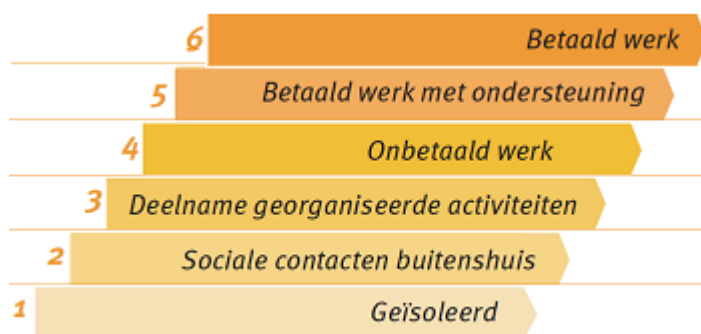 6 Betaald werk
5 Betaald werk met ondersteuning
4 Onbetaald werk
3 Deelname georganiseerde activiteiten
2 Sociale contacten buitenshuis
1 Geïsoleerd